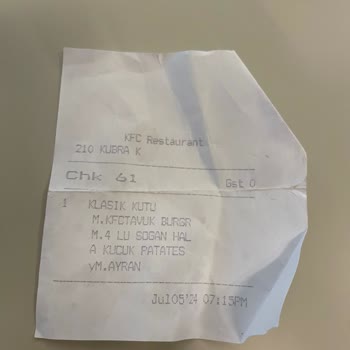 KFC Restaurant
210 KUBRA K
Chk 61 Gst 0
1 KLASIK KUTU
M.KFCTAVUK BURGR
M.4 LU SOGAN HAL
A KUCUK PATATES
yM.AYRAN
Jul05'24 07:15PM